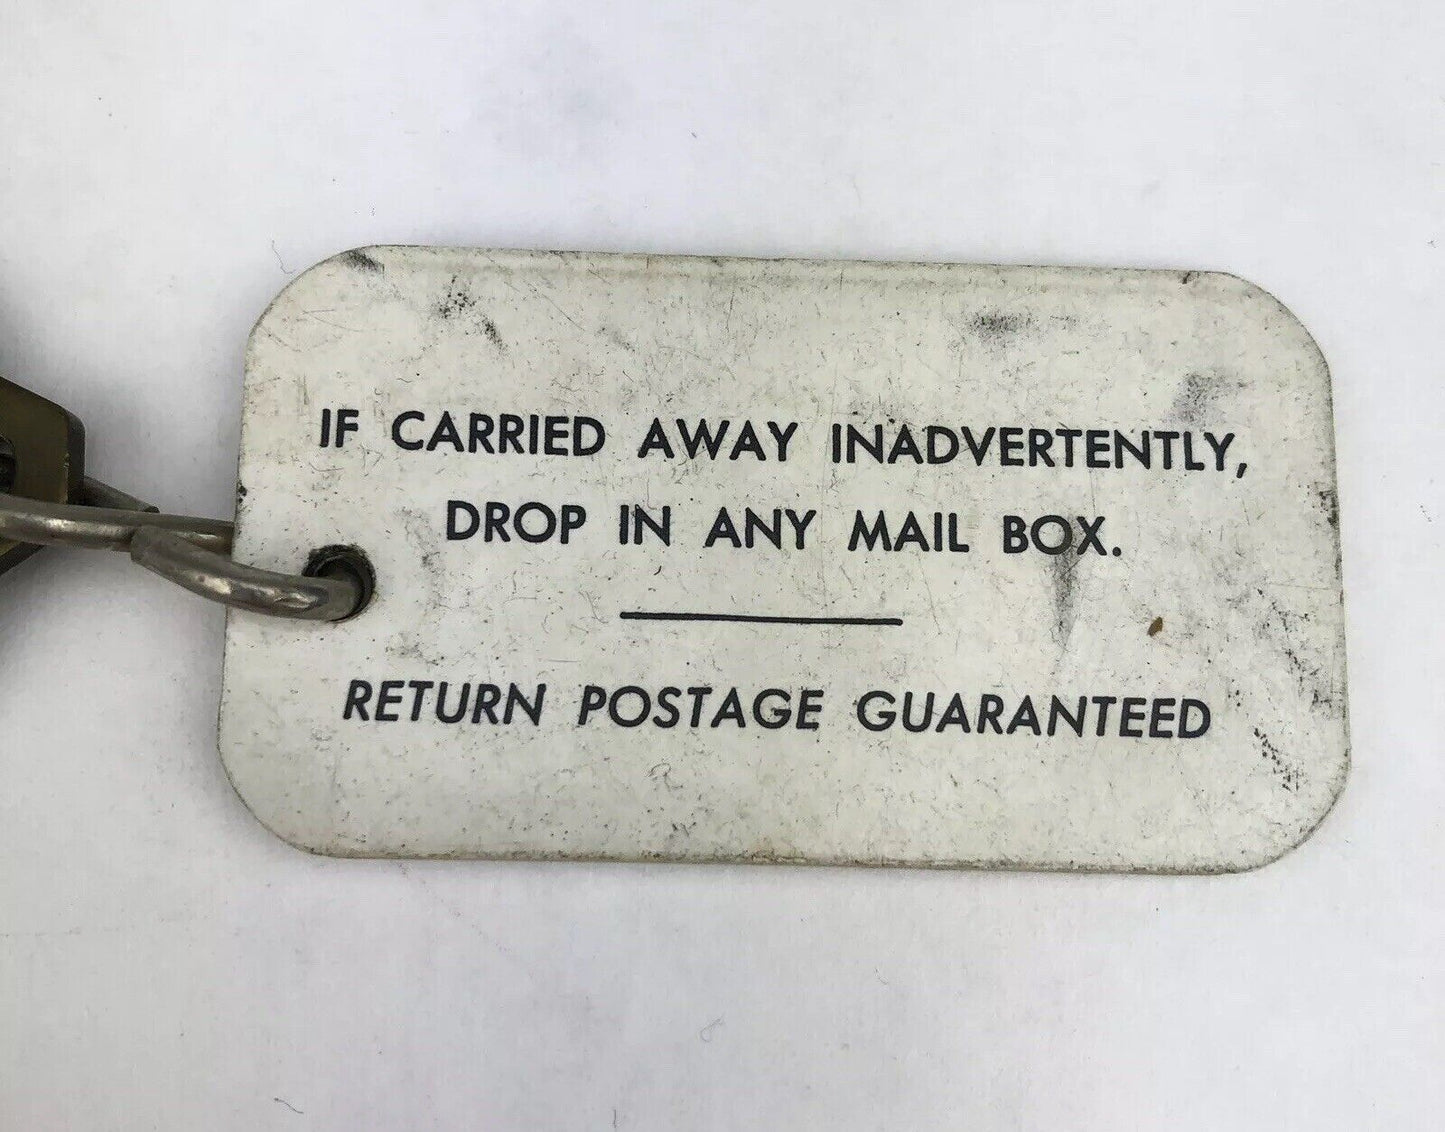 IF CARRIED AWAY INADVERTENTLY,
DROP IN ANY MAIL BOX.
RETURN POSTAGE GUARANTEED